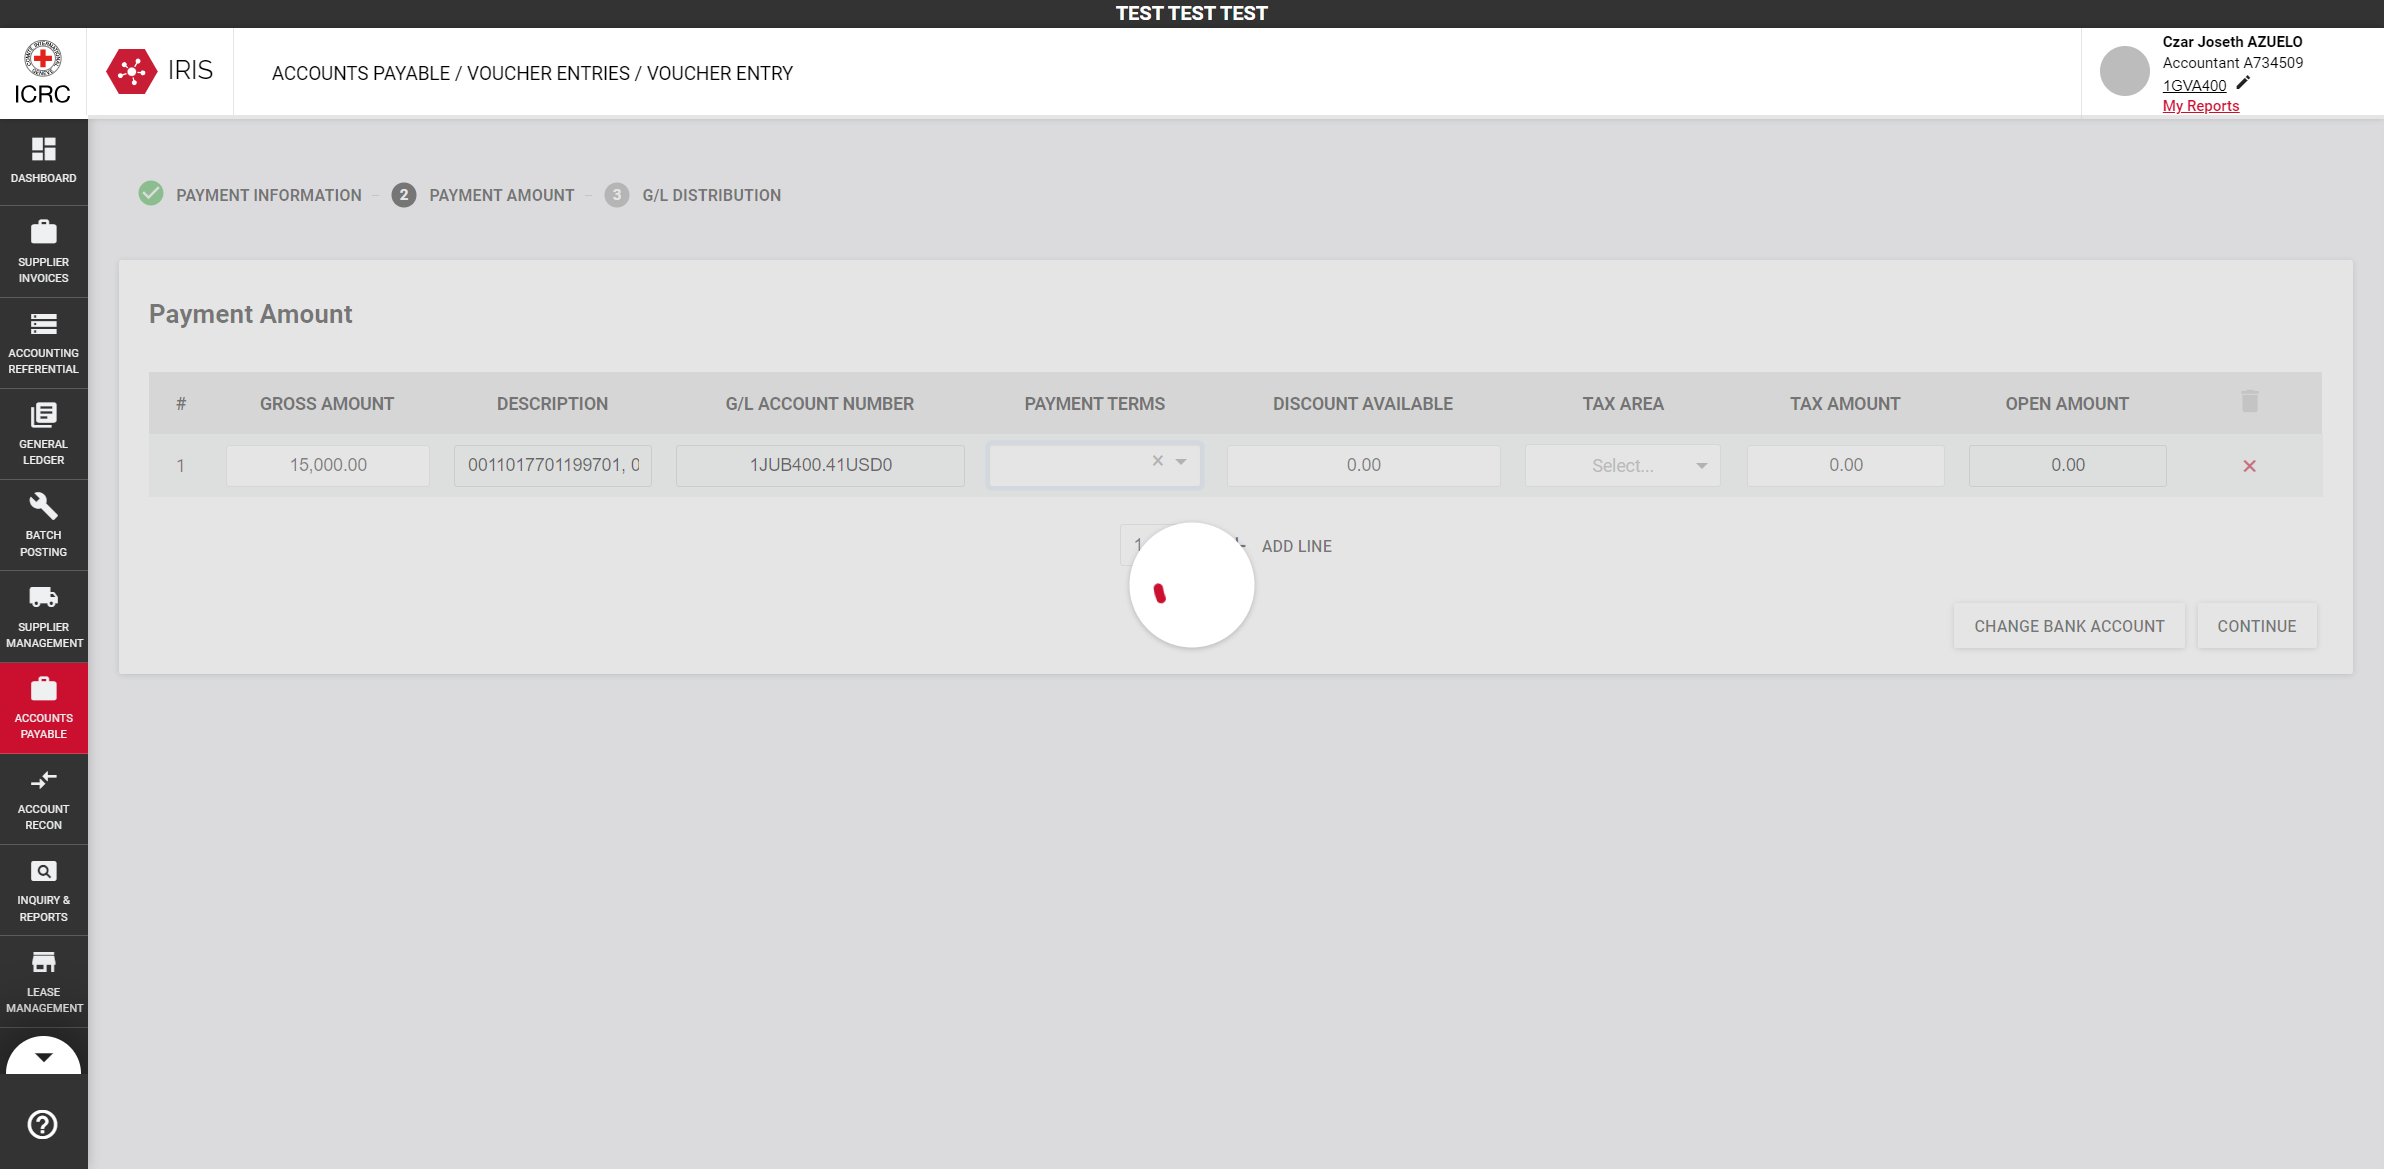 TEST TEST TEST
ICRC
IRIS
ACCOUNTS PAYABLE / VOUCHER ENTRIES / VOUCHER ENTRY
Czar Joseth AZUELO
Accountant A734509
1GVA400
My Reports
DASHBOARD
SUPPLIER
INVOICES
ACCOUNTING
REFERENTIAL
GENERAL
LEDGER
BATCH
POSTING
SUPPLIER
MANAGEMENT
ACCOUNTS
PAYABLE
ACCOUNT
RECON
INQUIRY &
REPORTS
LEASE
MANAGEMENT
PAYMENT INFORMATION - 2 PAYMENT AMOUNT - 3 G/L DISTRIBUTION
Payment Amount
# GROSS AMOUNT DESCRIPTION G/L ACCOUNT NUMBER PAYMENT TERMS DISCOUNT AVAILABLE TAX AREA TAX AMOUNT OPEN AMOUNT
1 15,000.00 0011017701199701, 0 1JUB400.41USD0 0.00 Select... 0.00 0.00
1 ADD LINE
CHANGE BANK ACCOUNT CONTINUE